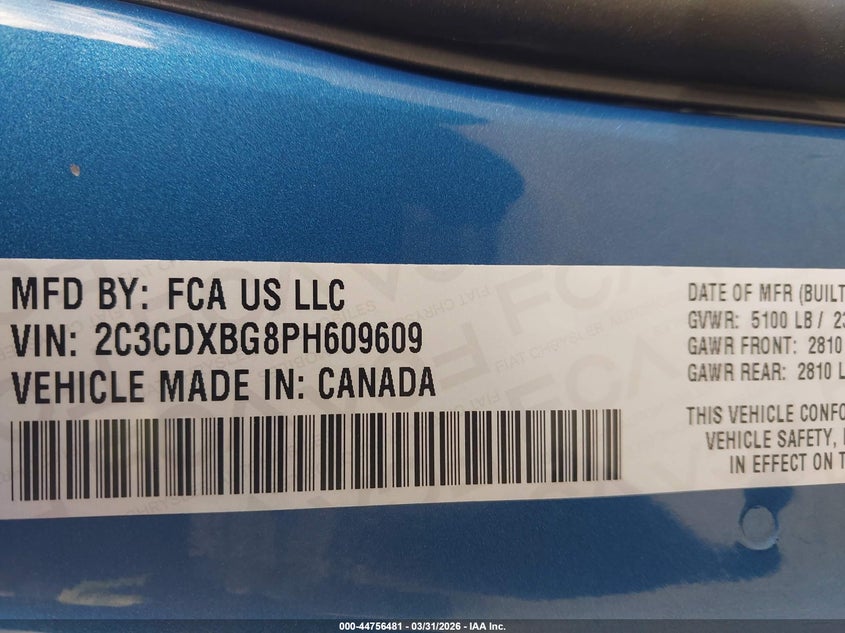 MFD BY: FCA US LLC
VIN: 2C3CDXBG8PH609609
VEHICLE MADE IN: CANADA
DATE OF MFR (BUILT
GVWR: 5100 LB / 23
GAWR FRONT: 2810
GAWR REAR: 2810 L
THIS VEHICLE CONFO
VEHICLE SAFETY,
IN EFFECT ON T
000-44756481 - 03/31/2026 - IAA Inc.